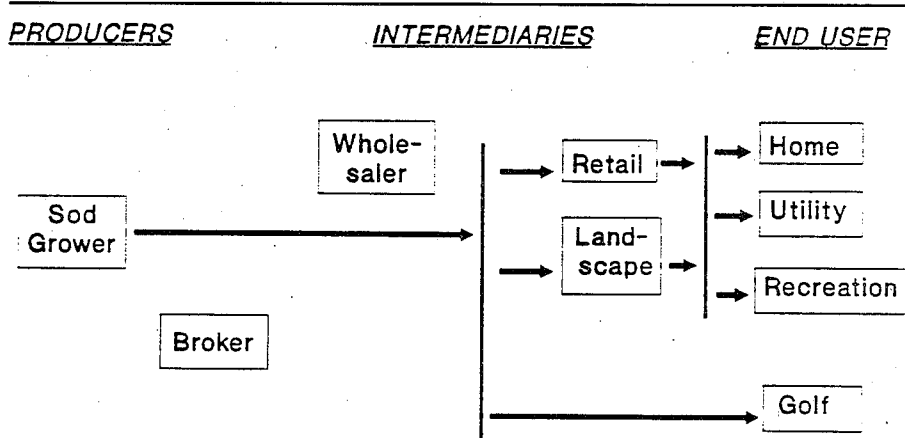 PRODUCERS INTERMEDIARIES END USER
Whole-
saler
Retail
Home
Sod
Grower
Land-
scape
Utility
Recreation
Broker
Golf